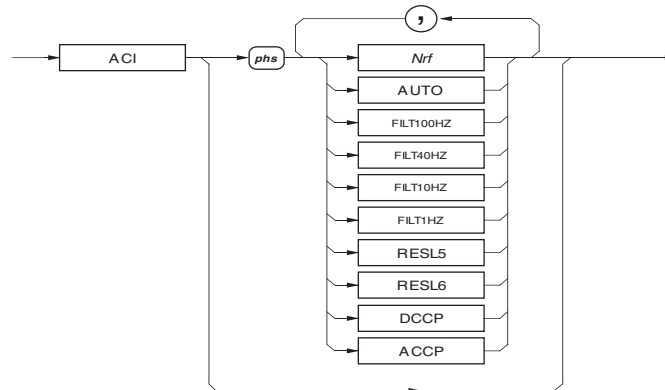 ,
ACI
phs
Nrf
AUTO
FILT100HZ
FILT40HZ
FILT10HZ
FILT1HZ
RESL5
RESL6
DCCP
ACCP